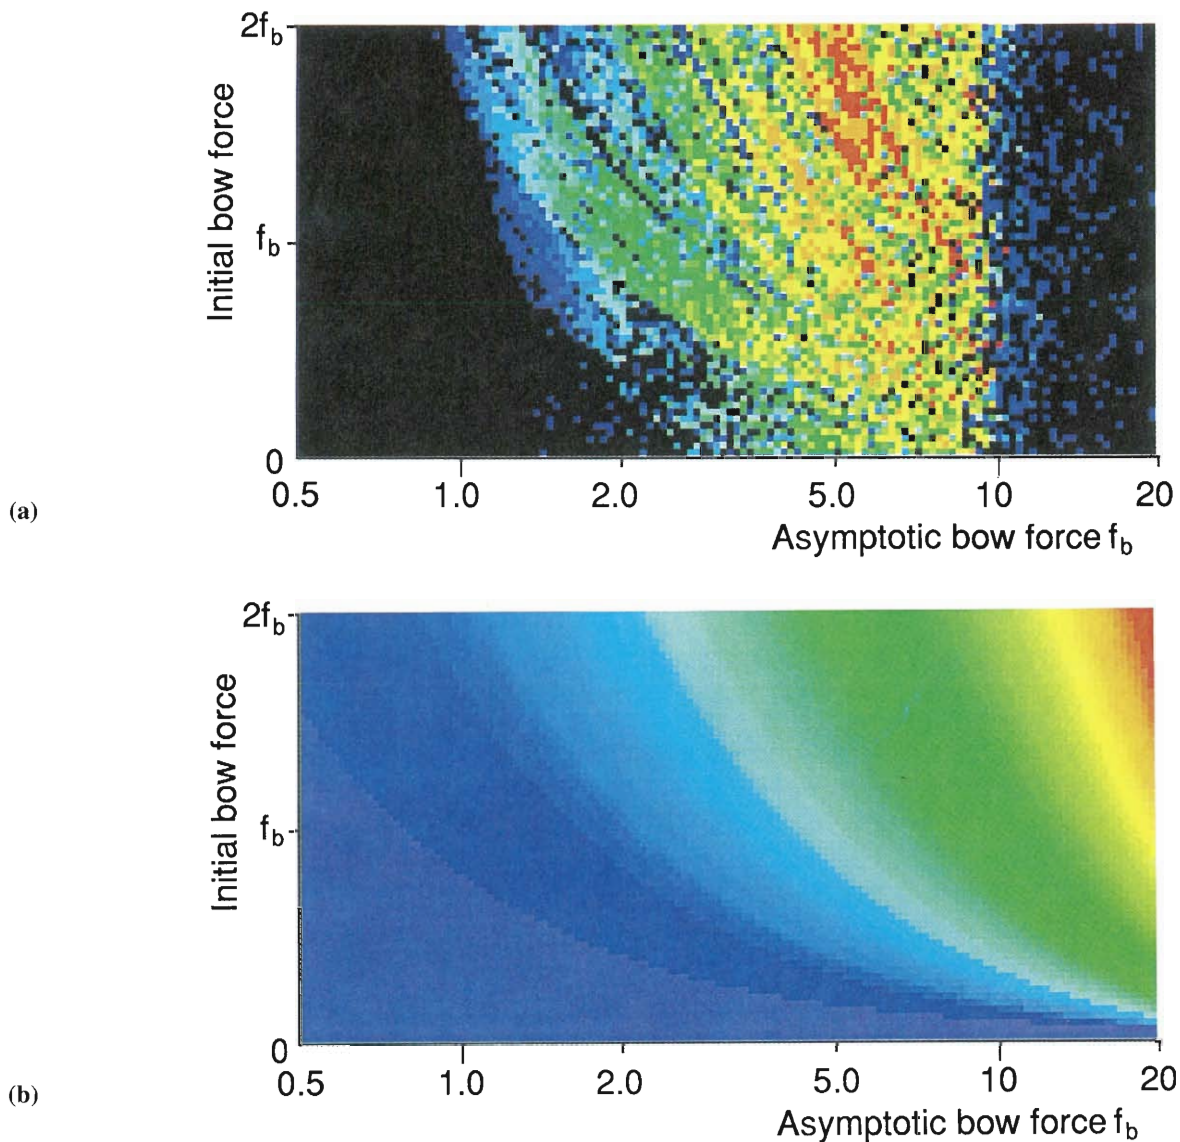 2f_b
Initial bow force
f_b
0
0.5 1.0 2.0 5.0 10 20
Asymptotic bow force f_b
(a)
2f_b
Initial bow force
f_b
0
0.5 1.0 2.0 5.0 10 20
Asymptotic bow force f_b
(b)